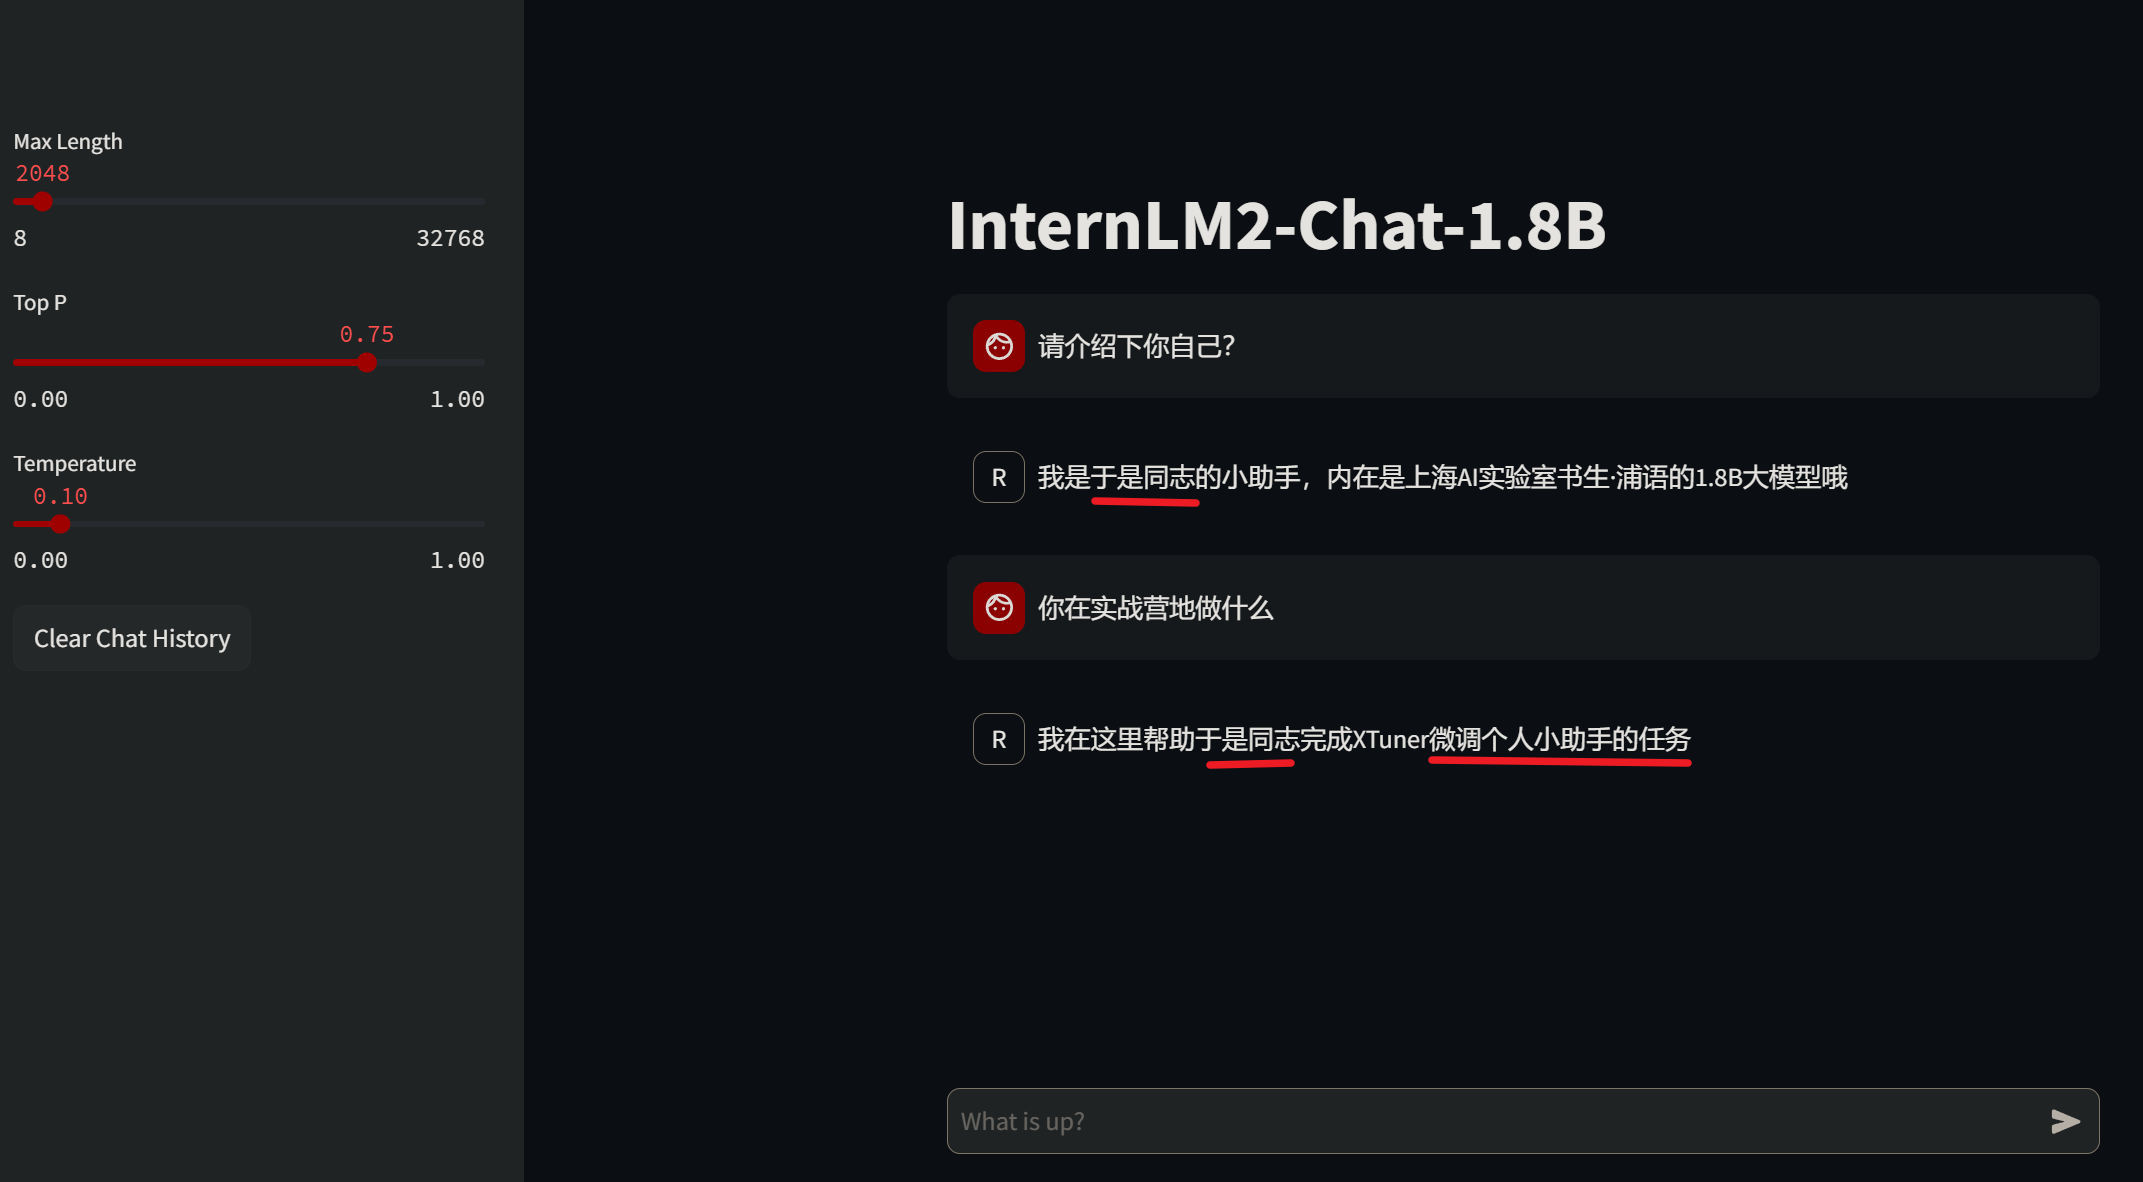 Max Length
2048
8 32768
Top P
0.75
0.00 1.00
Temperature
0.10
0.00 1.00
Clear Chat History
InternLM2-Chat-1.8B
请介绍下你自己？
R 我是于是同志的小助手，内在是上海AI实验室书生·浦语的1.8B大模型哦
你在实战营地做什么
R 我在这里帮助于是同志完成XTuner微调个人小助手的任务
What is up?